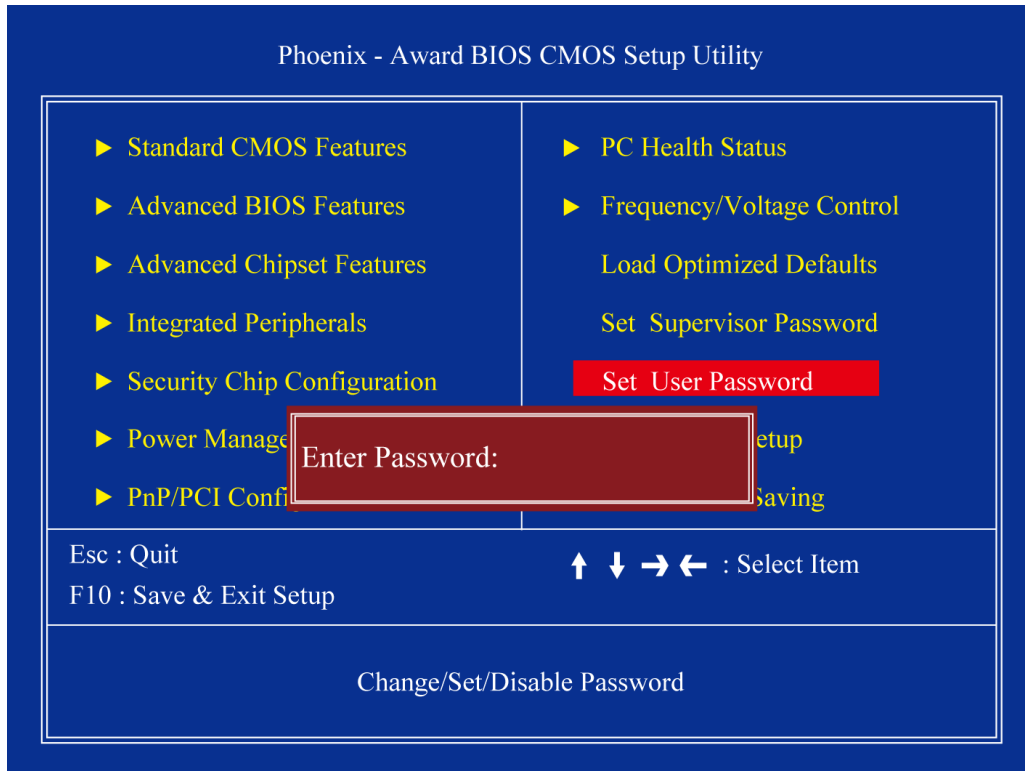 Phoenix - Award BIOS CMOS Setup Utility
Standard CMOS Features
Advanced BIOS Features
Advanced Chipset Features
Integrated Peripherals
Security Chip Configuration
Power Manage
PnP/PCI Confi
PC Health Status
Frequency/Voltage Control
Load Optimized Defaults
Set Supervisor Password
Set User Password
etup
Saving
Enter Password:
Esc : Quit
F10 : Save & Exit Setup
: Select Item
Change/Set/Disable Password